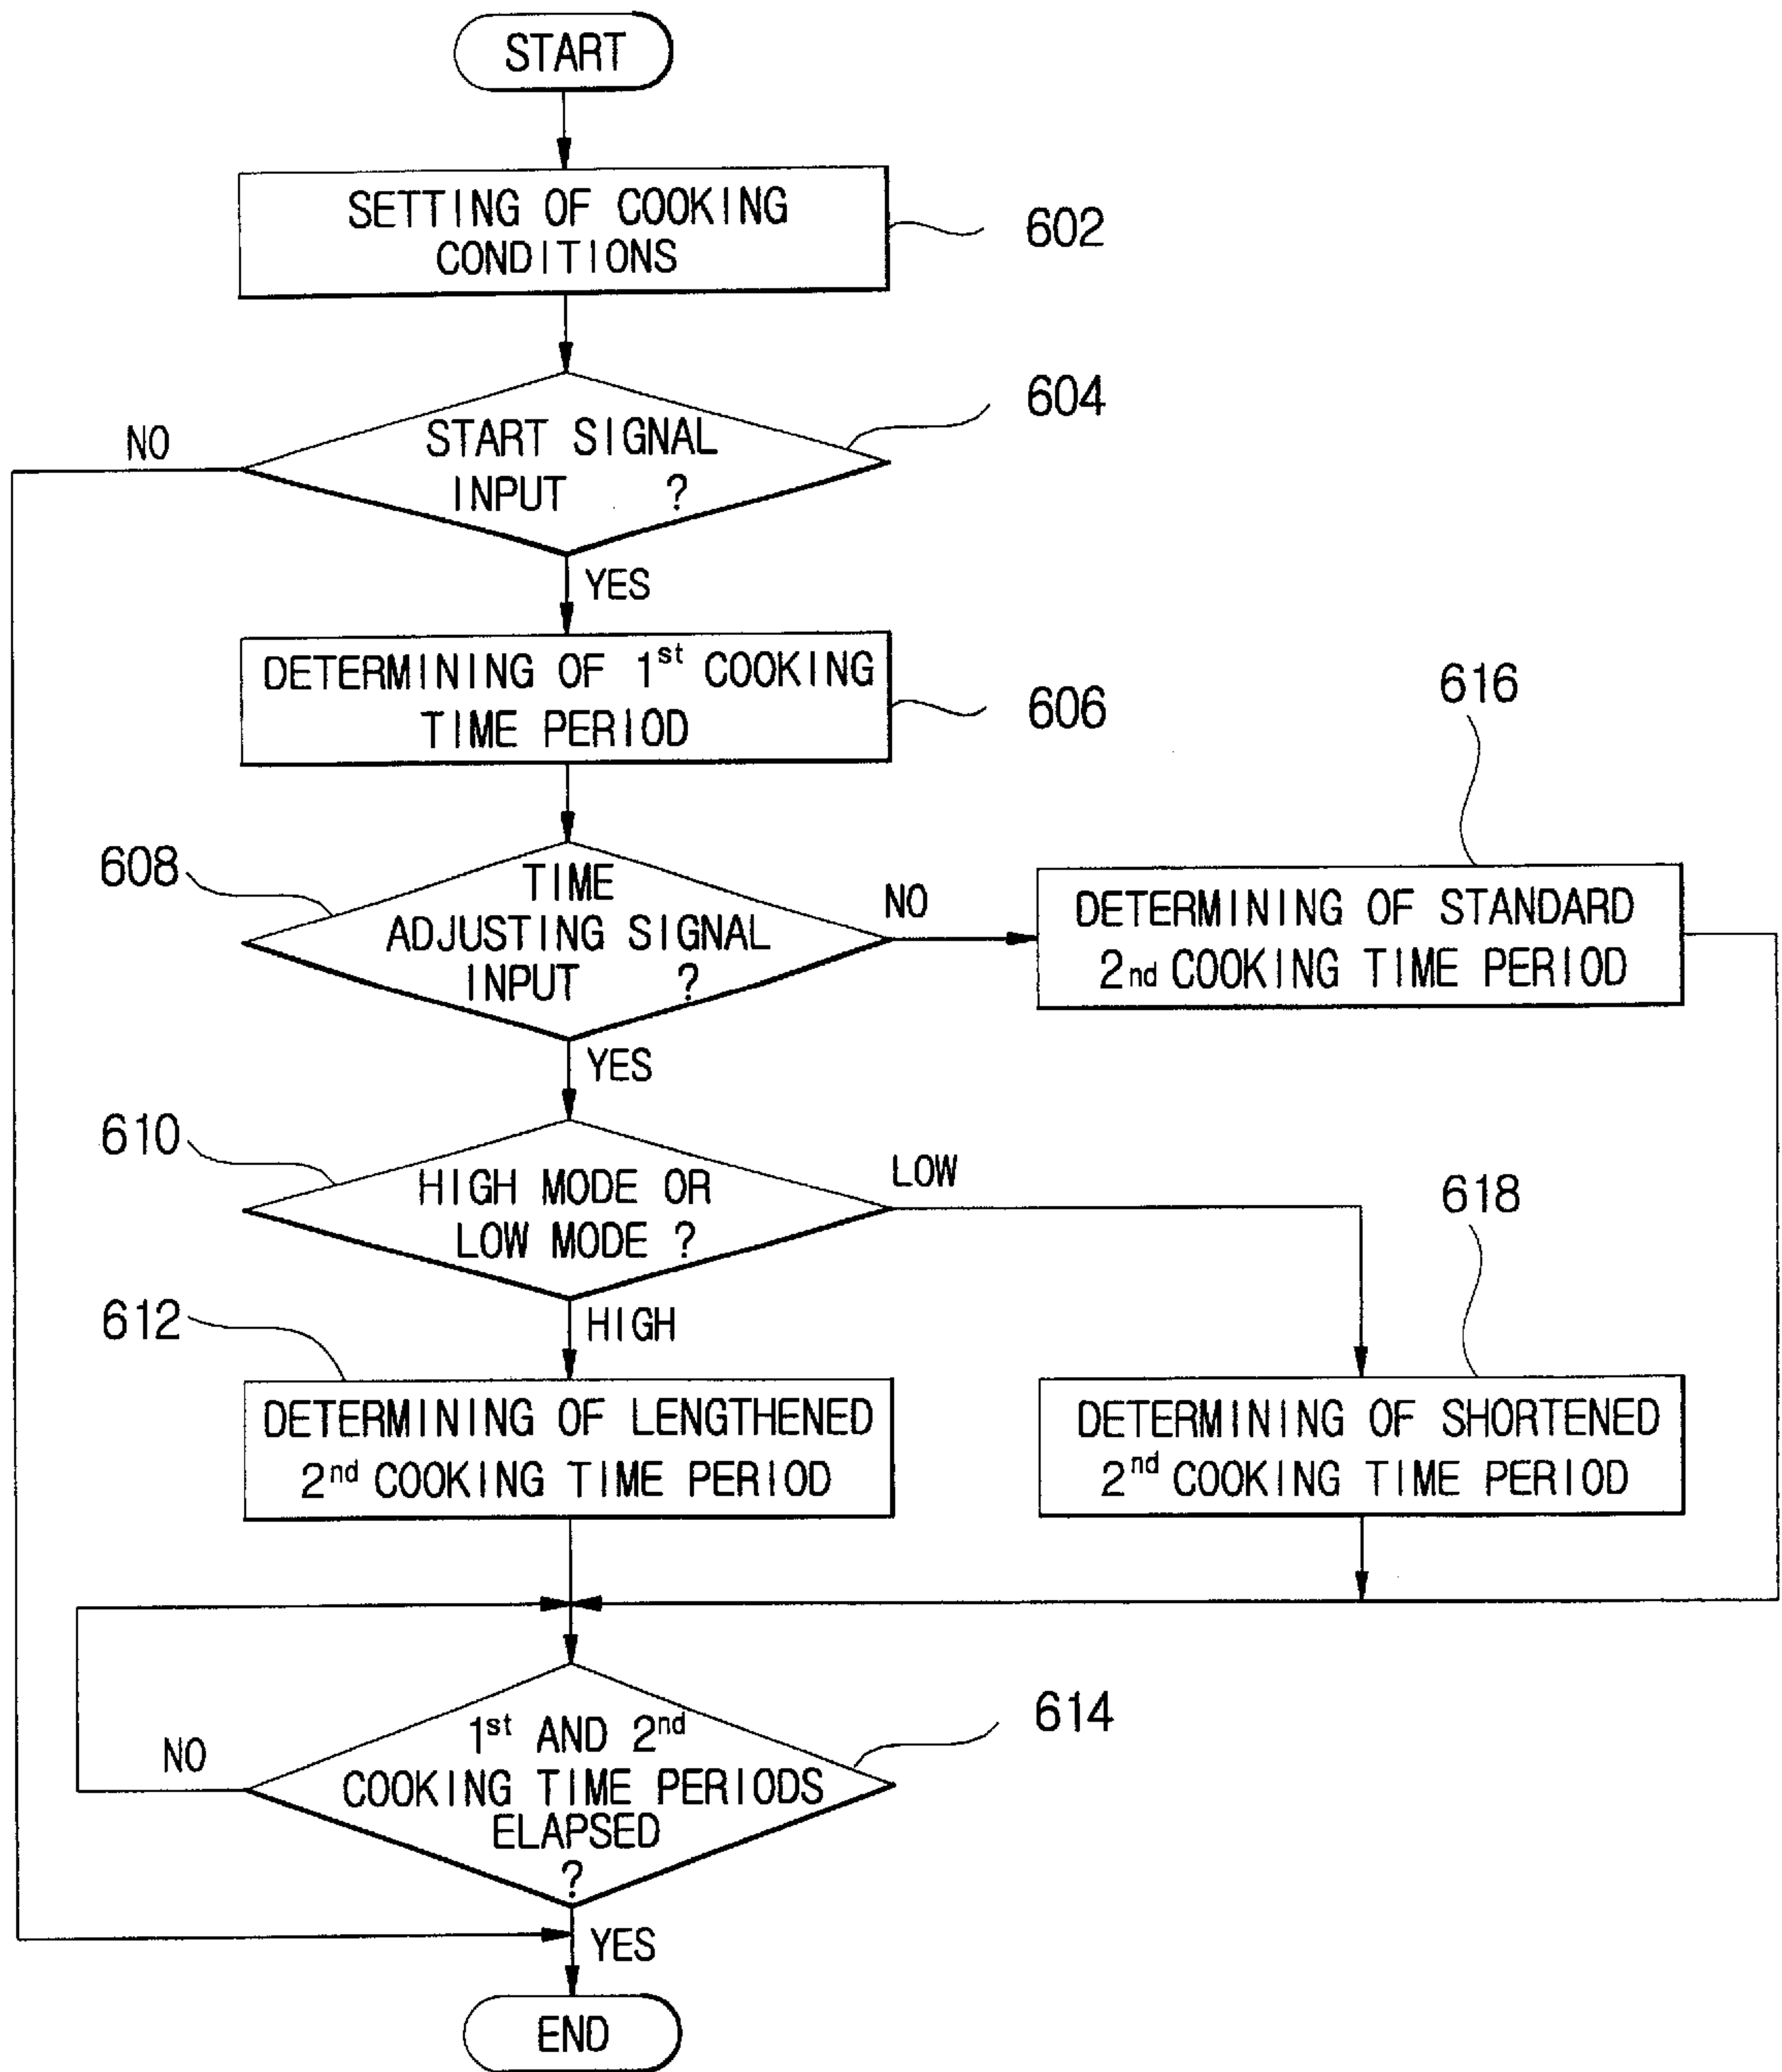 START
SETTING OF COOKING
CONDITIONS
602
604
NO
START SIGNAL
INPUT ?
YES
DETERMINING OF 1st COOKING
TIME PERIOD
606
616
608
TIME
ADJUSTING SIGNAL
INPUT ?
NO
DETERMINING OF STANDARD
2nd COOKING TIME PERIOD
YES
610
HIGH MODE OR
LOW MODE ?
LOW
618
612
HIGH
DETERMINING OF LENGTHENED
2nd COOKING TIME PERIOD
DETERMINING OF SHORTENED
2nd COOKING TIME PERIOD
614
NO
1st AND 2nd
COOKING TIME PERIODS
ELAPSED
?
YES
END